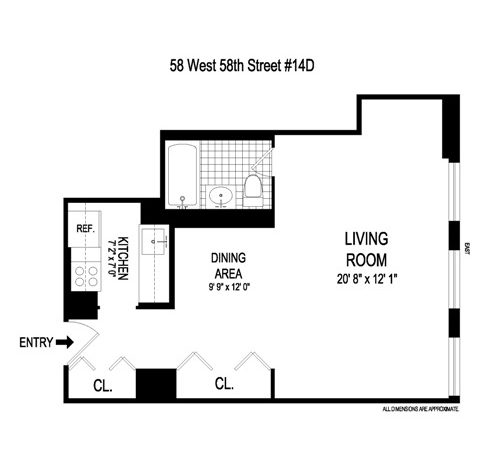 58 West 58th Street #14D
REF.
KITCHEN
7' 2" x 7' 0"
DINING
AREA
9' 9" x 12' 0"
LIVING
ROOM
20' 8" x 12' 1"
EAST
ENTRY
CL.
CL.
ALL DIMENSIONS ARE APPROXIMATE.